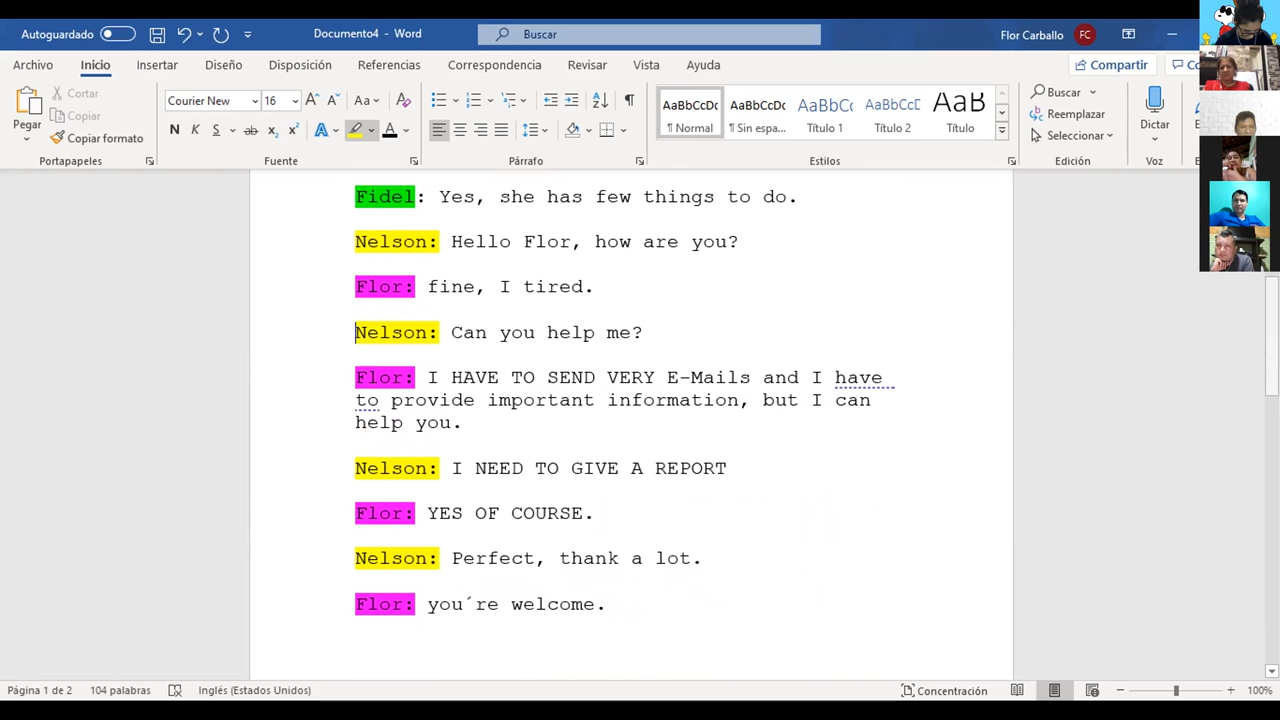 Autoguardado
Documento4 - Word
Buscar
Flor Carballo
FC
Archivo Inicio Insertar Diseño Disposición Referencias Correspondencia Revisar Vista Ayuda
Compartir
Co
Pegar
Cortar
Copiar
Copiar formato
Portapapeles
Courier New 16
N K S ab x₂ x²
Fuente
Párrafo
AaBbCcDc AaBbCcDc AaBbCc AaBbCcD AaB
¶ Normal ¶ Sin espa... Título 1 Título 2 Título
Estilos
Buscar
Reemplazar
Seleccionar
Edición
Dictar
Voz
Fidel: Yes, she has few things to do.
Nelson: Hello Flor, how are you?
Flor: fine, I tired.
Nelson: Can you help me?
Flor: I HAVE TO SEND VERY E-Mails and I have
to provide important information, but I can
help you.
Nelson: I NEED TO GIVE A REPORT
Flor: YES OF COURSE.
Nelson: Perfect, thank a lot.
Flor: you´re welcome.
Página 1 de 2 104 palabras Inglés (Estados Unidos)
Concentración
100%